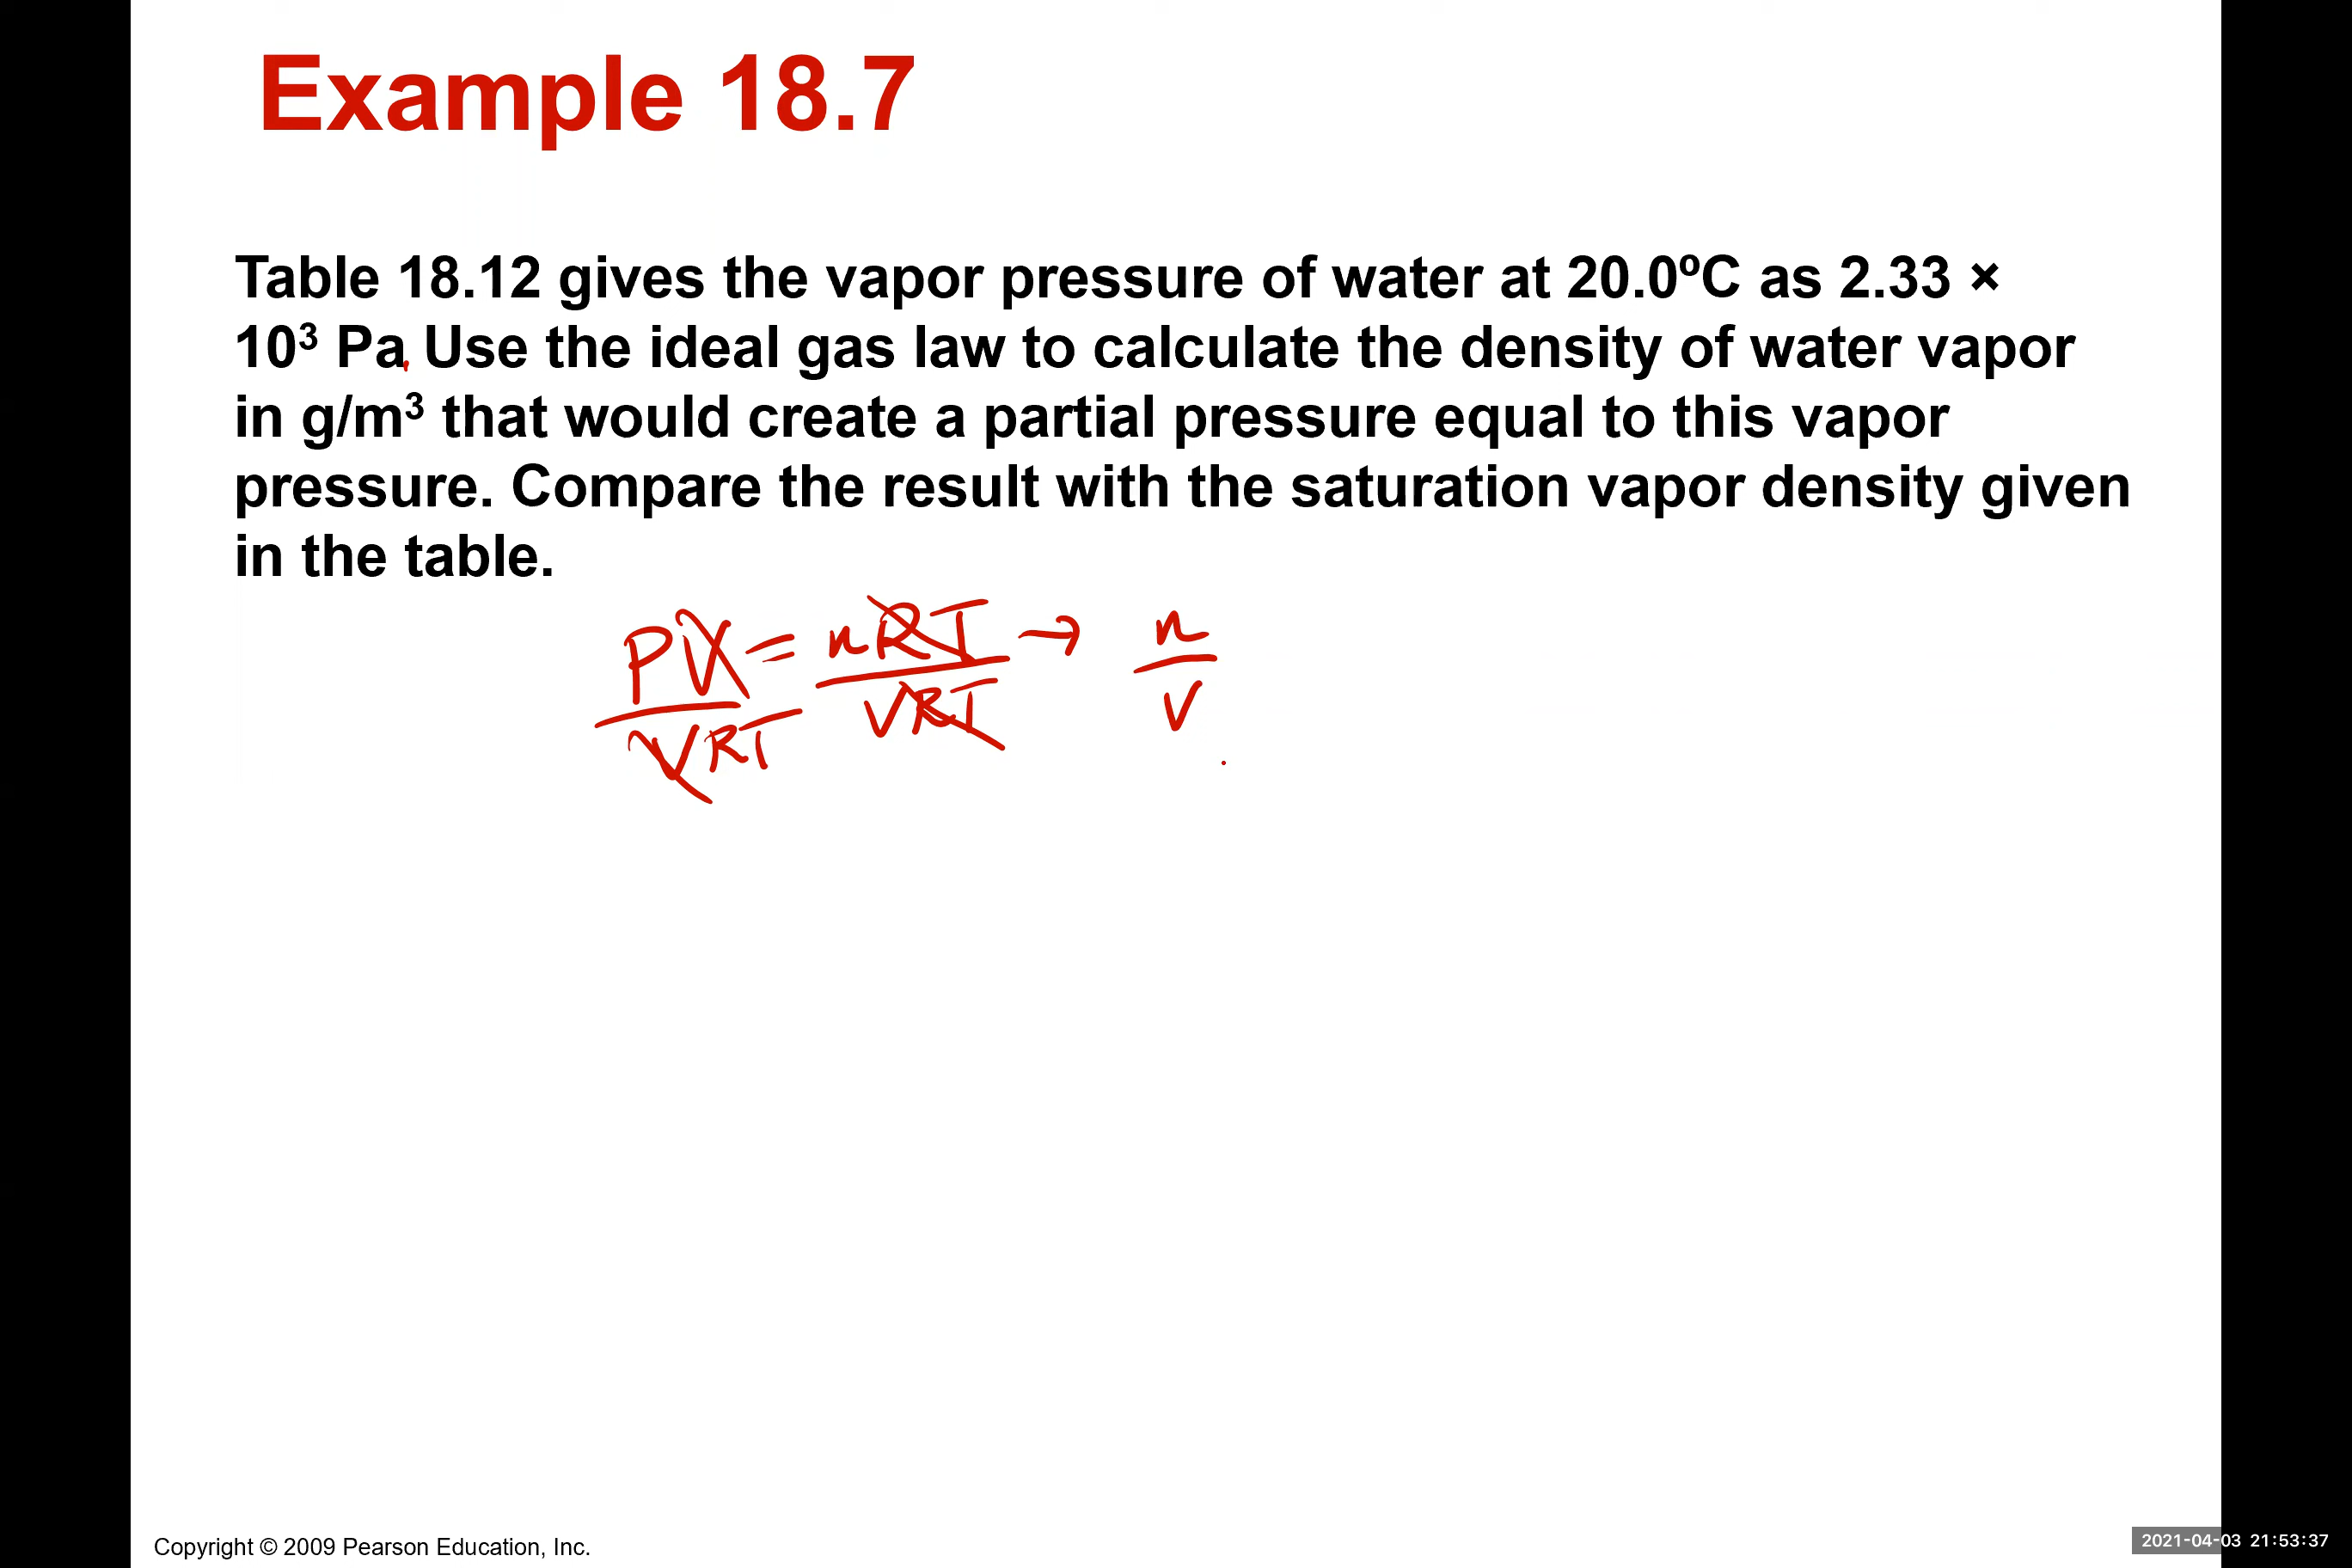 Example 18.7
Table 18.12 gives the vapor pressure of water at 20.0ºC as 2.33 ×
10³ Pa. Use the ideal gas law to calculate the density of water vapor
in g/m³ that would create a partial pressure equal to this vapor
pressure. Compare the result with the saturation vapor density given
in the table.
PV = nRT → n
VRT VRT V
Copyright © 2009 Pearson Education, Inc.
2021-04-03 21:53:37